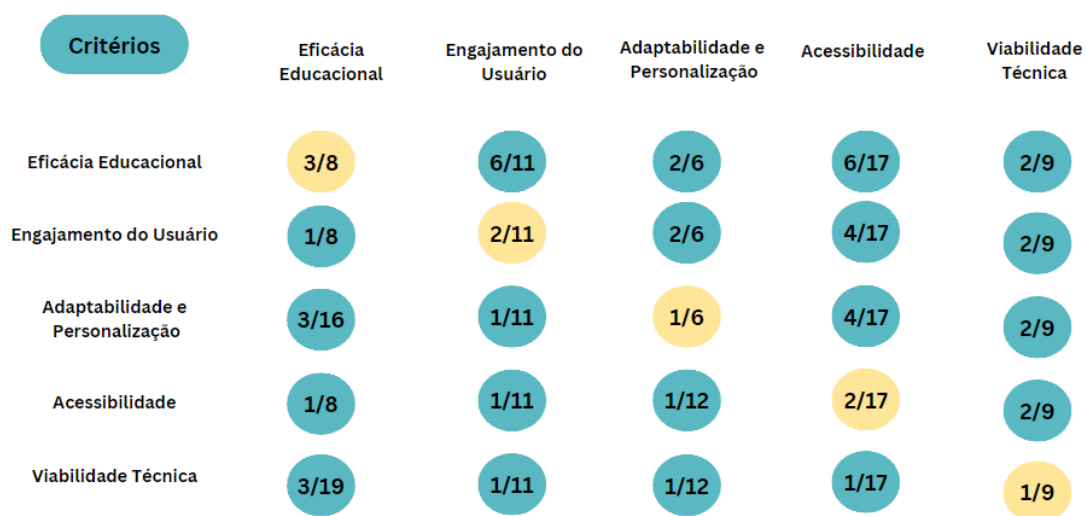 Critérios
Eficácia
Educacional
Engajamento do
Usuário
Adaptabilidade e
Personalização
Acessibilidade
Viabilidade
Técnica
Eficácia Educacional
3/8
6/11
2/6
6/17
2/9
Engajamento do Usuário
1/8
2/11
2/6
4/17
2/9
Adaptabilidade e
Personalização
3/16
1/11
1/6
4/17
2/9
Acessibilidade
1/8
1/11
1/12
2/17
2/9
Viabilidade Técnica
3/19
1/11
1/12
1/17
1/9